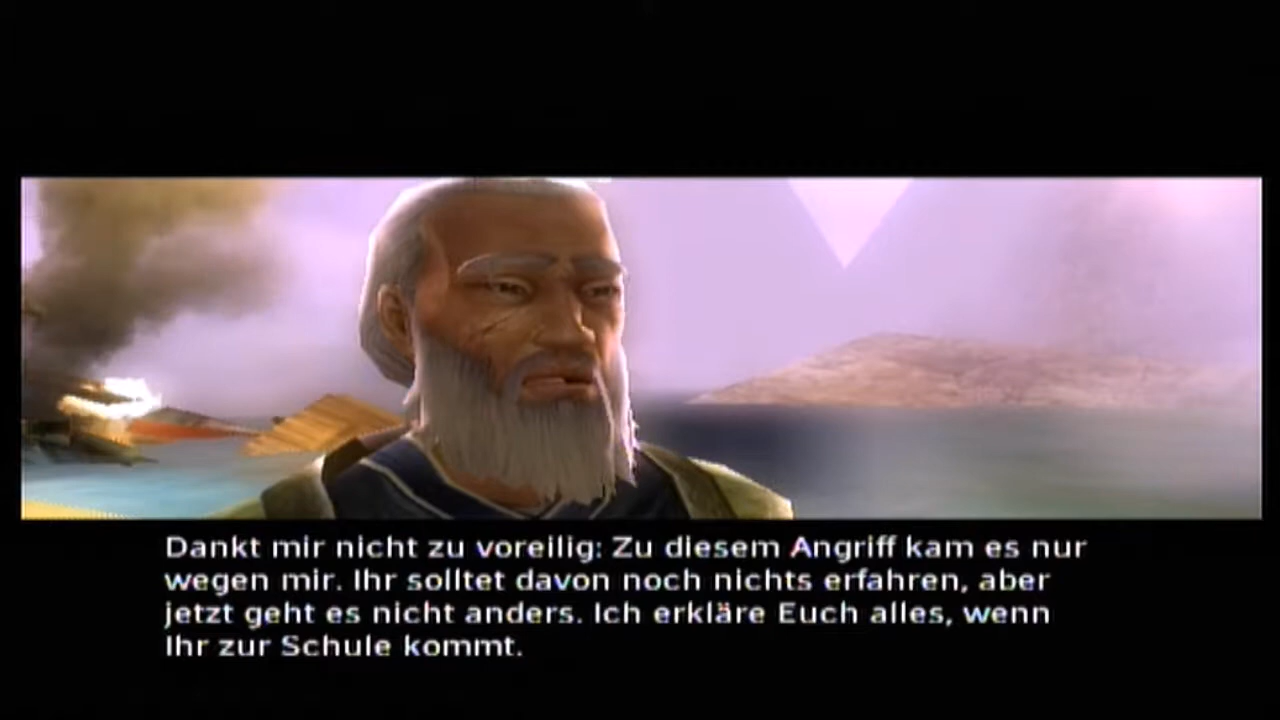 Dankt mir nicht zu voreilig: Zu diesem Angriff kam es nur
wegen mir. Ihr solltet davon noch nichts erfahren, aber
jetzt geht es nicht anders. Ich erkläre Euch alles, wenn
Ihr zur Schule kommt.